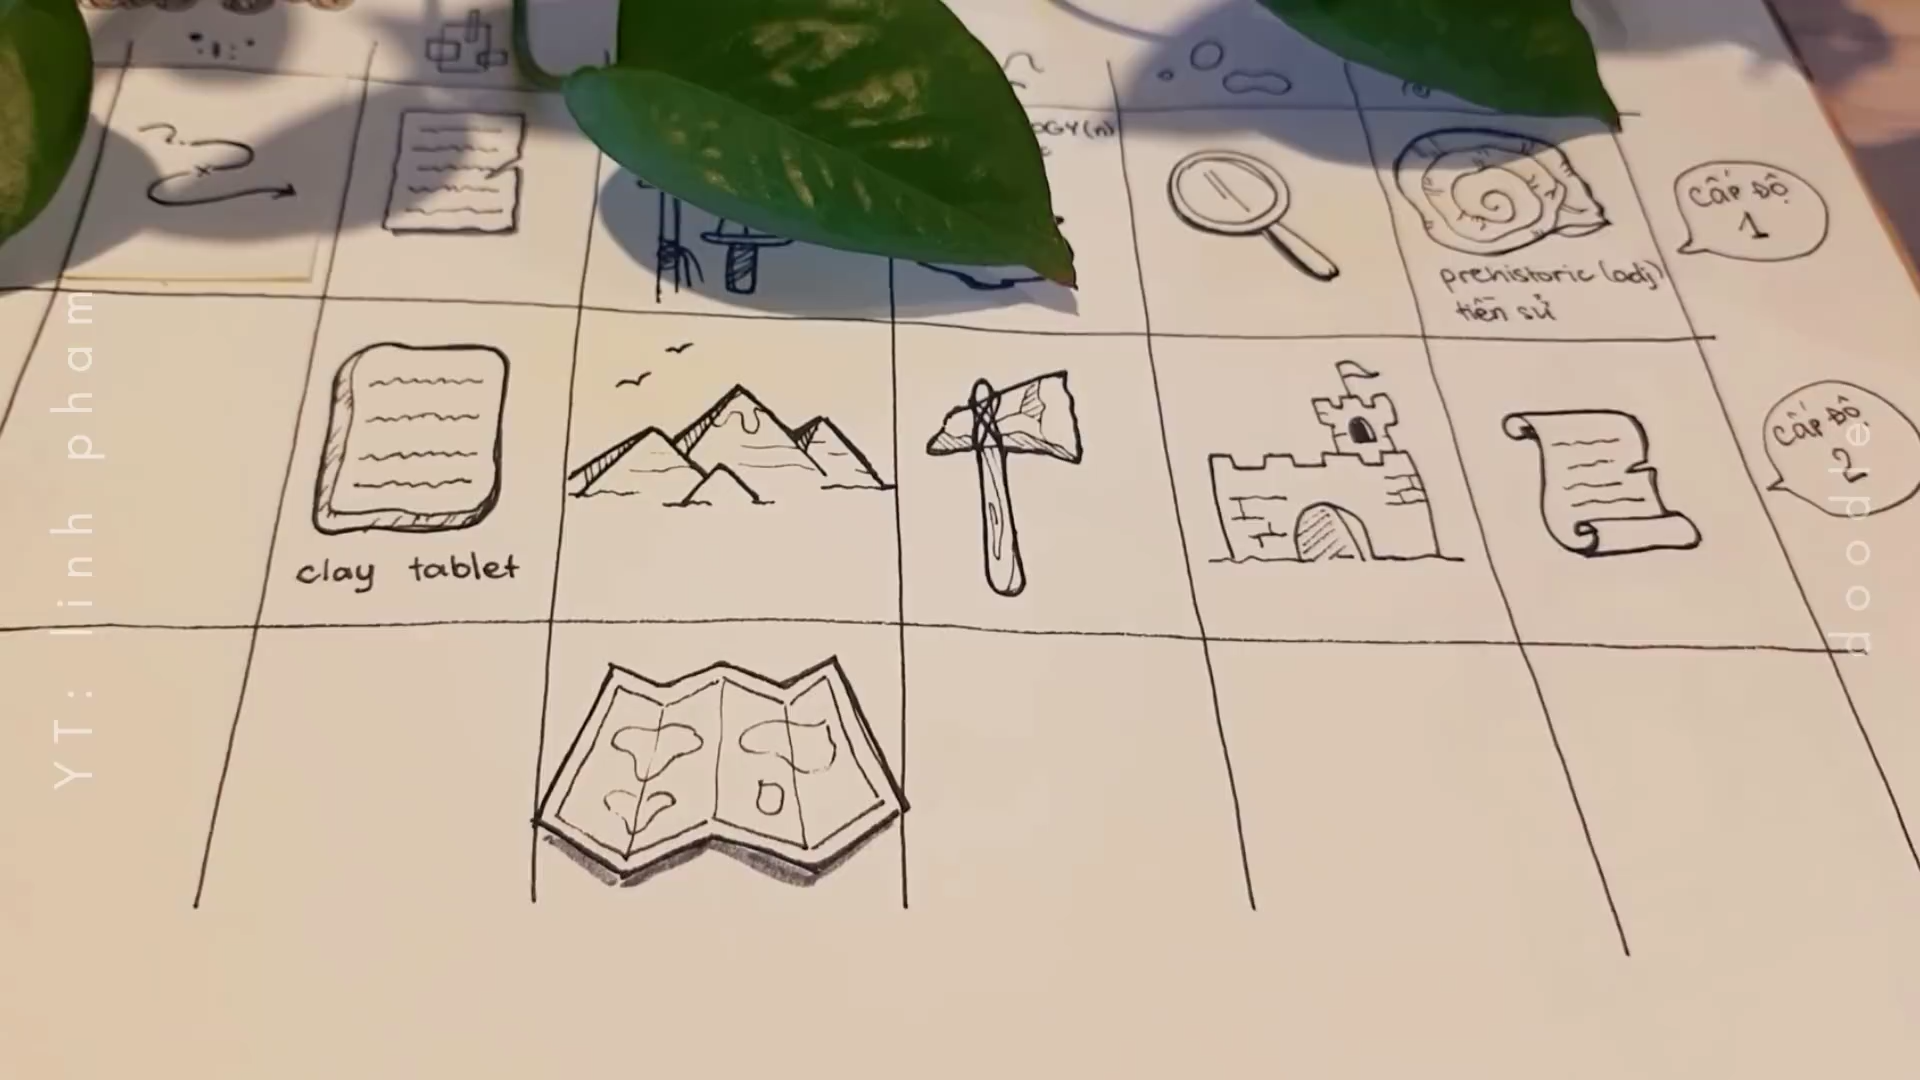 OGY(n)
CẤP ĐỘ
1
prehistoric (adj)
tiền sử
CẤP ĐỘ
2
clay tablet
YT: linh pham
doodle